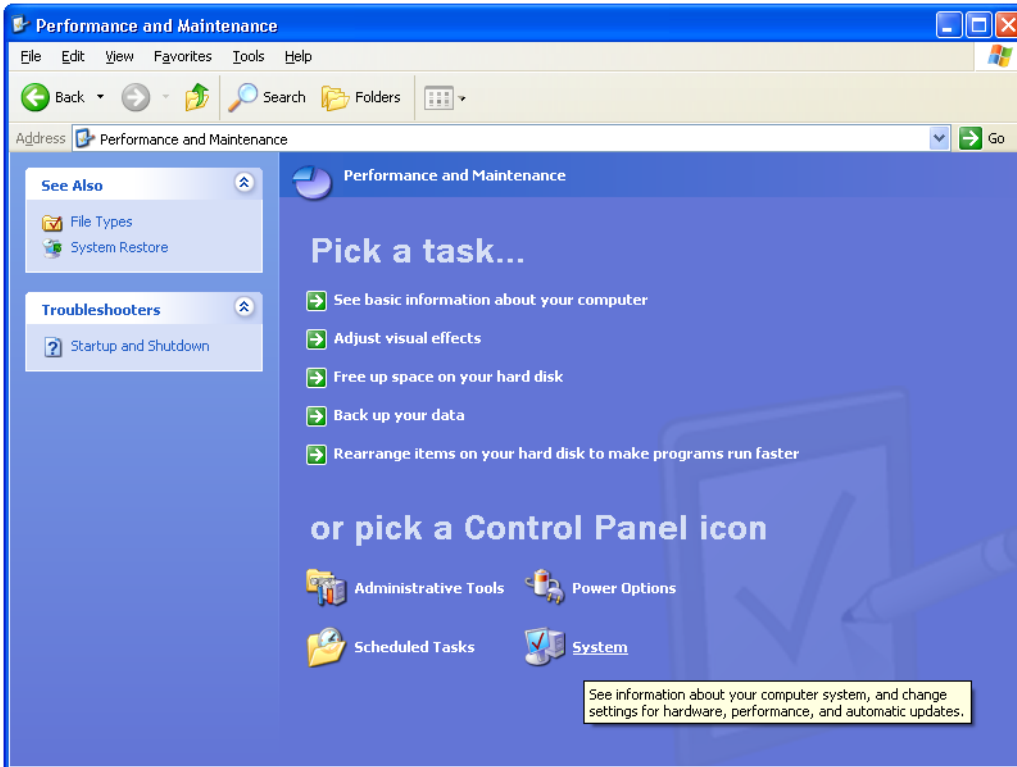 Performance and Maintenance
File Edit View Favorites Tools Help
Back Search Folders
Address Performance and Maintenance Go
See Also
File Types
System Restore
Troubleshooters
Startup and Shutdown
Performance and Maintenance
Pick a task...
See basic information about your computer
Adjust visual effects
Free up space on your hard disk
Back up your data
Rearrange items on your hard disk to make programs run faster
or pick a Control Panel icon
Administrative Tools Power Options
Scheduled Tasks System
See information about your computer system, and change
settings for hardware, performance, and automatic updates.